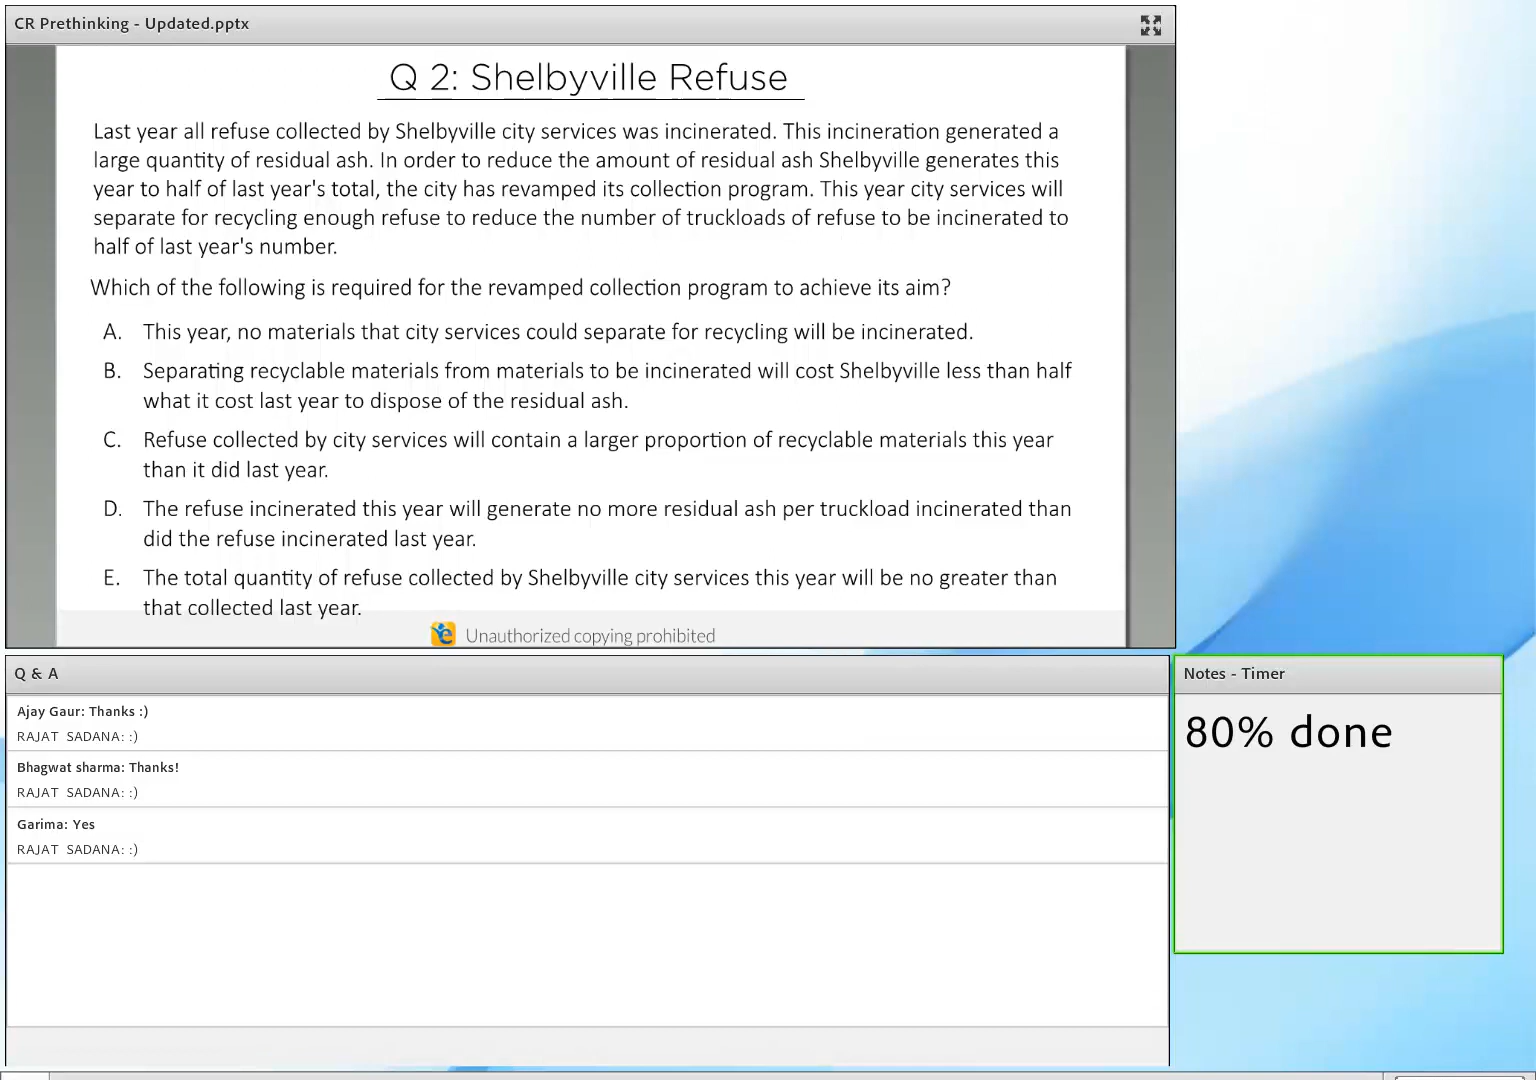 CR Prethinking - Updated.pptx
Q 2: Shelbyville Refuse
Last year all refuse collected by Shelbyville city services was incinerated. This incineration generated a
large quantity of residual ash. In order to reduce the amount of residual ash Shelbyville generates this
year to half of last year's total, the city has revamped its collection program. This year city services will
separate for recycling enough refuse to reduce the number of truckloads of refuse to be incinerated to
half of last year's number.
Which of the following is required for the revamped collection program to achieve its aim?
A. This year, no materials that city services could separate for recycling will be incinerated.
B. Separating recyclable materials from materials to be incinerated will cost Shelbyville less than half
what it cost last year to dispose of the residual ash.
C. Refuse collected by city services will contain a larger proportion of recyclable materials this year
than it did last year.
D. The refuse incinerated this year will generate no more residual ash per truckload incinerated than
did the refuse incinerated last year.
E. The total quantity of refuse collected by Shelbyville city services this year will be no greater than
that collected last year.
Unauthorized copying prohibited
Q & A
Ajay Gaur: Thanks :)
RAJAT SADANA: :)
Bhagwat sharma: Thanks!
RAJAT SADANA: :)
Garima: Yes
RAJAT SADANA: :)
Notes - Timer
80% done